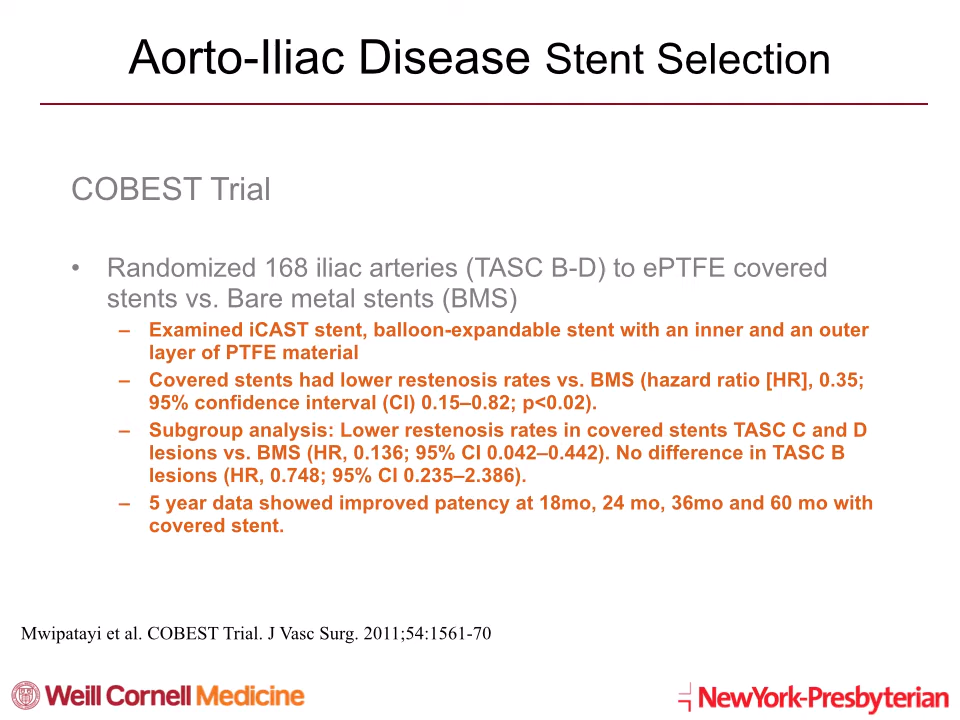 Aorto-Iliac Disease Stent Selection
COBEST Trial
• Randomized 168 iliac arteries (TASC B-D) to ePTFE covered
stents vs. Bare metal stents (BMS)
– Examined iCAST stent, balloon-expandable stent with an inner and an outer
layer of PTFE material
– Covered stents had lower restenosis rates vs. BMS (hazard ratio [HR], 0.35;
95% confidence interval (CI) 0.15–0.82; p<0.02).
– Subgroup analysis: Lower restenosis rates in covered stents TASC C and D
lesions vs. BMS (HR, 0.136; 95% CI 0.042–0.442). No difference in TASC B
lesions (HR, 0.748; 95% CI 0.235–2.386).
– 5 year data showed improved patency at 18mo, 24 mo, 36mo and 60 mo with
covered stent.
Mwipatayi et al. COBEST Trial. J Vasc Surg. 2011;54:1561-70
Weill Cornell Medicine
NewYork-Presbyterian